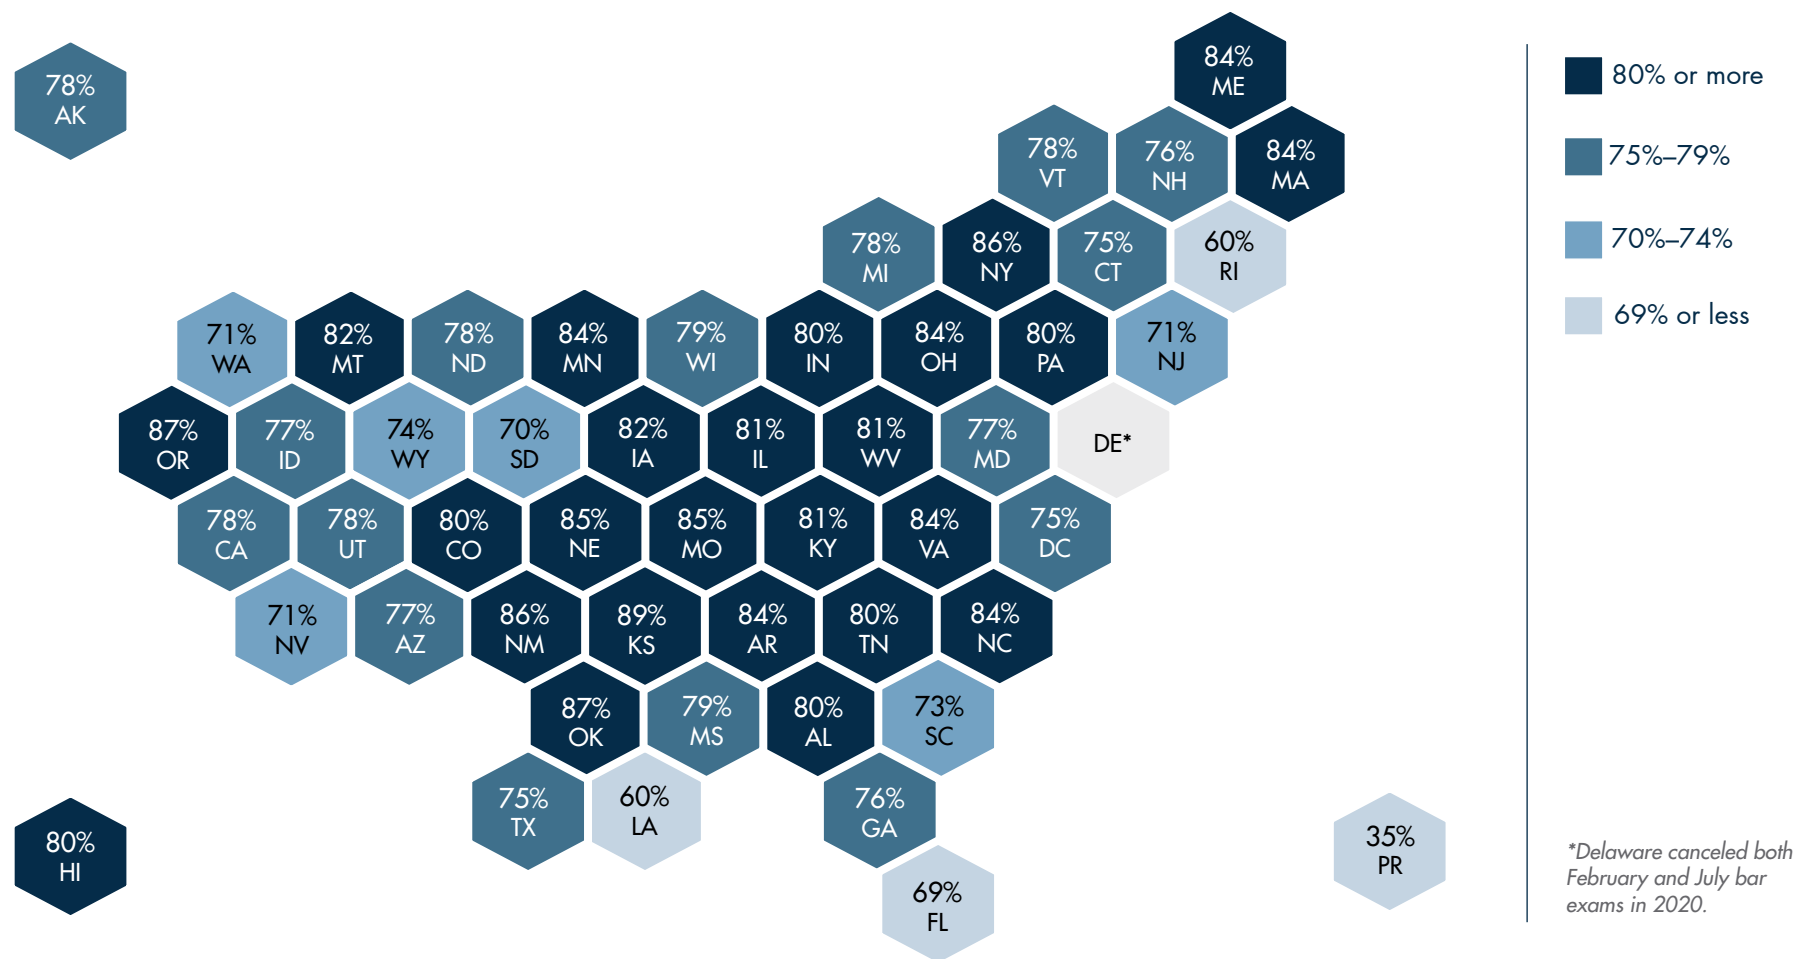 84%
ME
78%
AK
78%
VT
76%
NH
84%
MA
78%
MI
86%
NY
75%
CT
60%
RI
71%
WA
82%
MT
78%
ND
84%
MN
79%
WI
80%
IN
84%
OH
80%
PA
71%
NJ
87%
OR
77%
ID
74%
WY
70%
SD
82%
IA
81%
IL
81%
WV
77%
MD
DE*
78%
CA
78%
UT
80%
CO
85%
NE
85%
MO
81%
KY
84%
VA
75%
DC
71%
NV
77%
AZ
86%
NM
89%
KS
84%
AR
80%
TN
84%
NC
87%
OK
79%
MS
80%
AL
73%
SC
75%
TX
60%
LA
76%
GA
80%
HI
35%
PR
69%
FL
80% or more
75%–79%
70%–74%
69% or less
*Delaware canceled both
February and July bar
exams in 2020.